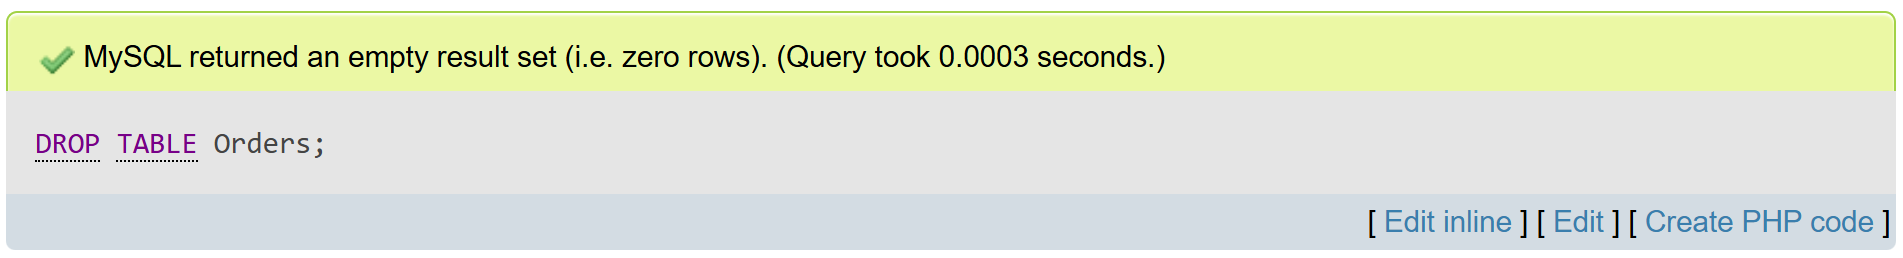 MySQL returned an empty result set (i.e. zero rows). (Query took 0.0003 seconds.)
DROP TABLE Orders;
[ Edit inline ] [ Edit ] [ Create PHP code ]